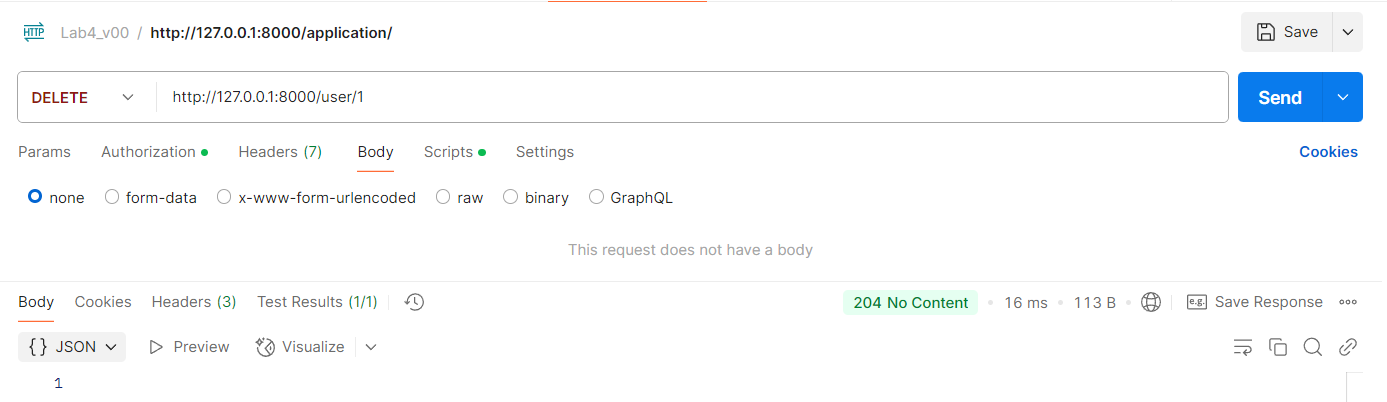 HTTP Lab4_v00 / http://127.0.0.1:8000/application/ Save
DELETE http://127.0.0.1:8000/user/1 Send
Params Authorization Headers (7) Body Scripts Settings Cookies
none form-data x-www-form-urlencoded raw binary GraphQL
This request does not have a body
Body Cookies Headers (3) Test Results (1/1) 204 No Content 16 ms 113 B e.g. Save Response
{} JSON Preview Visualize
1